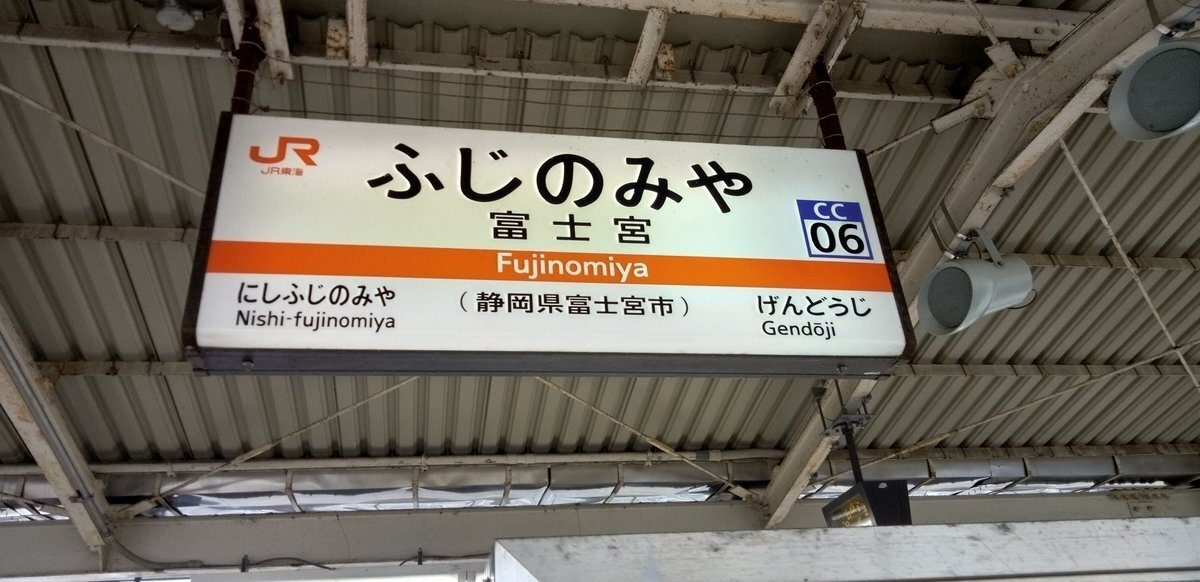 JR
JR東海
ふじのみや
富士宮
CC
06
Fujinomiya
にしふじのみや
Nishi-fujinomiya
(静岡県富士宮市)
げんどうじ
Gendōji